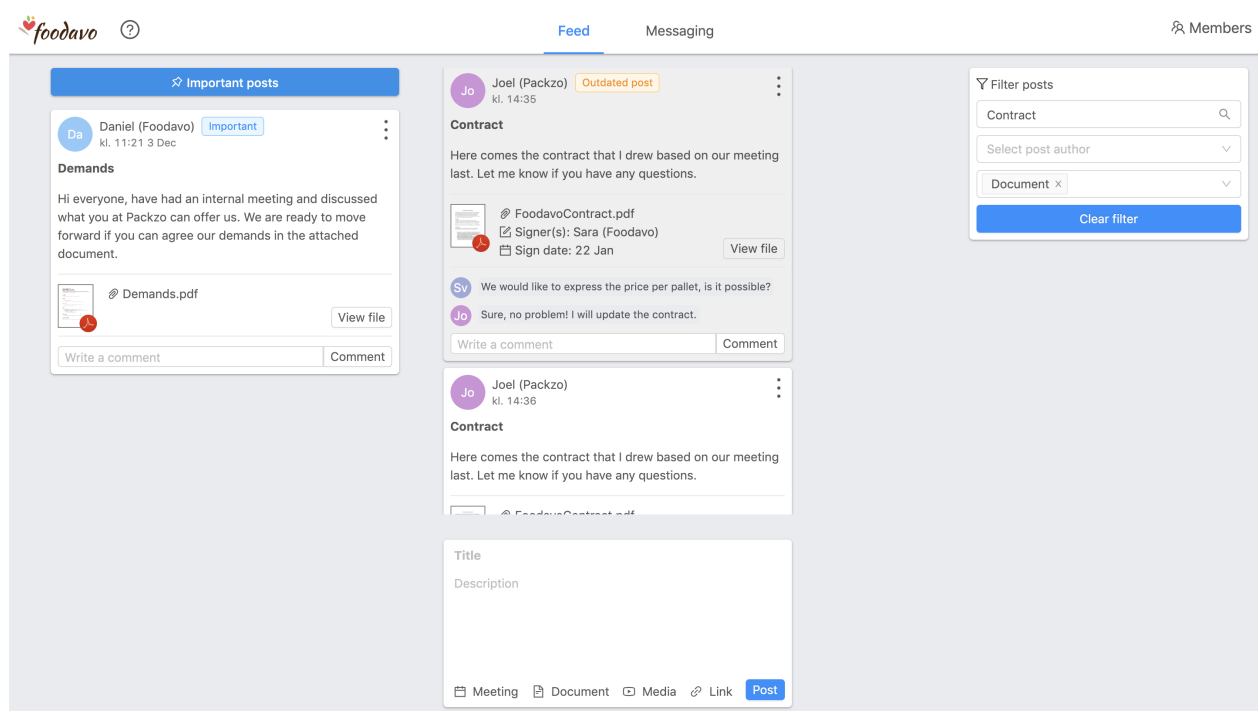 foodavo
?
Feed
Messaging
Members
Important posts
Da
Daniel (Foodavo)
Important
kl. 11:21 3 Dec
Demands
Hi everyone, have had an internal meeting and discussed
what you at Packzo can offer us. We are ready to move
forward if you can agree our demands in the attached
document.
Demands.pdf
View file
Write a comment
Comment
Jo
Joel (Packzo)
Outdated post
kl. 14:35
Contract
Here comes the contract that I drew based on our meeting
last. Let me know if you have any questions.
FoodavoContract.pdf
Signer(s): Sara (Foodavo)
Sign date: 22 Jan
View file
Sv
We would like to express the price per pallet, is it possible?
Jo
Sure, no problem! I will update the contract.
Write a comment
Comment
Jo
Joel (Packzo)
kl. 14:36
Contract
Here comes the contract that I drew based on our meeting
last. Let me know if you have any questions.
FoodavoContract.pdf
Title
Description
Meeting
Document
Media
Link
Post
Filter posts
Contract
Select post author
Document ×
Clear filter